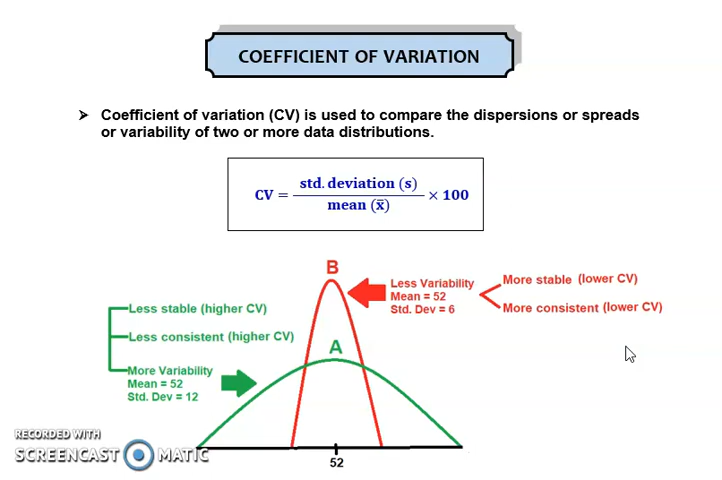 COEFFICIENT OF VARIATION
➤ Coefficient of variation (CV) is used to compare the dispersions or spreads
or variability of two or more data distributions.
CV = std. deviation (s) / mean (x̄) × 100
B
Less Variability
Mean = 52
Std. Dev = 6
More stable (lower CV)
More consistent (lower CV)
Less stable (higher CV)
Less consistent (higher CV)
More Variability
Mean = 52
Std. Dev = 12
A
52
RECORDED WITH
SCREENCAST MATIC